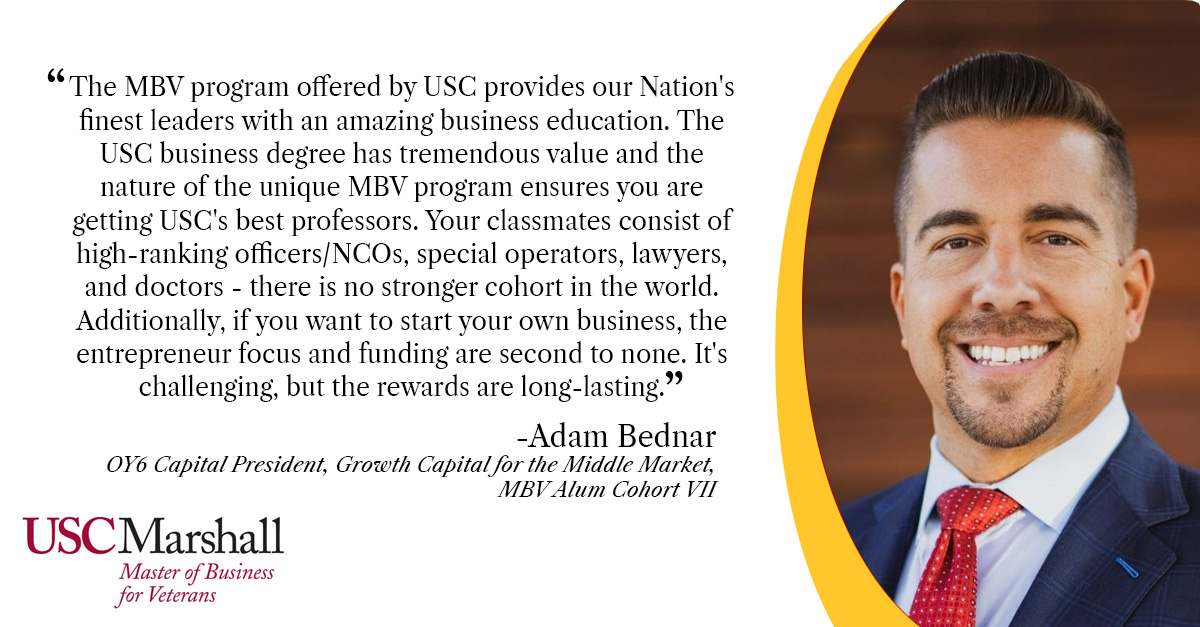 “The MBV program offered by USC provides our Nation's
finest leaders with an amazing business education. The
USC business degree has tremendous value and the
nature of the unique MBV program ensures you are
getting USC's best professors. Your classmates consist of
high-ranking officers/NCOs, special operators, lawyers,
and doctors - there is no stronger cohort in the world.
Additionally, if you want to start your own business, the
entrepreneur focus and funding are second to none. It's
challenging, but the rewards are long-lasting.”
-Adam Bednar
OY6 Capital President, Growth Capital for the Middle Market,
MBV Alum Cohort VII
USC Marshall
Master of Business
for Veterans